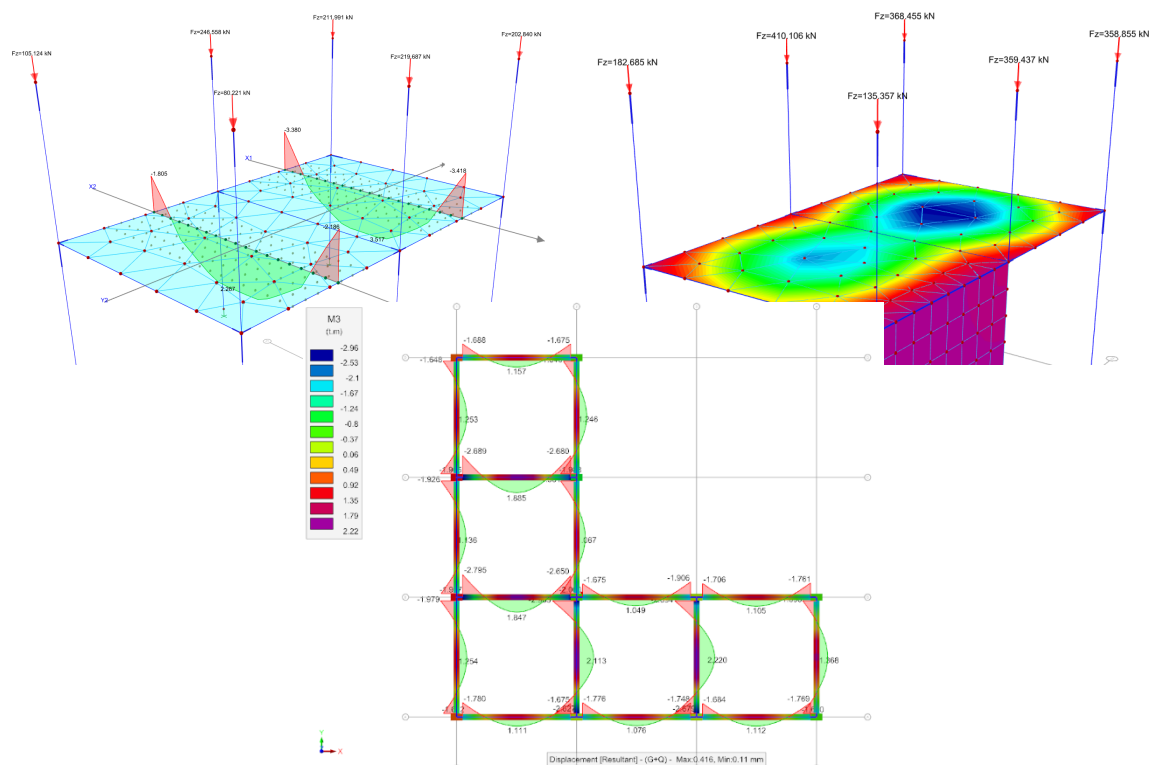 Fz=105,124 kN
Fz=246,558 kN
Fz=211,991 kN
Fz=80,221 kN
Fz=219,687 kN
Fz=202,840 kN
-3.380
-1.805
-3.418
3.517
2.267
X1
X2
Y2
Fz=182,685 kN
Fz=410,106 kN
Fz=368,455 kN
Fz=135,357 kN
Fz=359,437 kN
Fz=358,855 kN
M3
(t.m)
-2.96
-2.53
-2.1
-1.67
-1.24
-0.8
-0.37
0.06
0.49
0.92
1.35
1.79
2.22
-1.688 -1.675
1.157
1.253 1.246
-2.689 -2.680
-1.926
1.885
1.136
-2.795 -2.650 -1.675 -1.906 -1.706 -1.761
-1.979
1.847 1.049 1.105
1.254 2.113 2.220 1.368
-1.780 -1.675 -1.776 -1.748 -1.684 -1.769
1.111 1.076 1.112
Y
X
Displacement [Resultant] - (G+Q) - Max:0.416, Min:0.11 mm